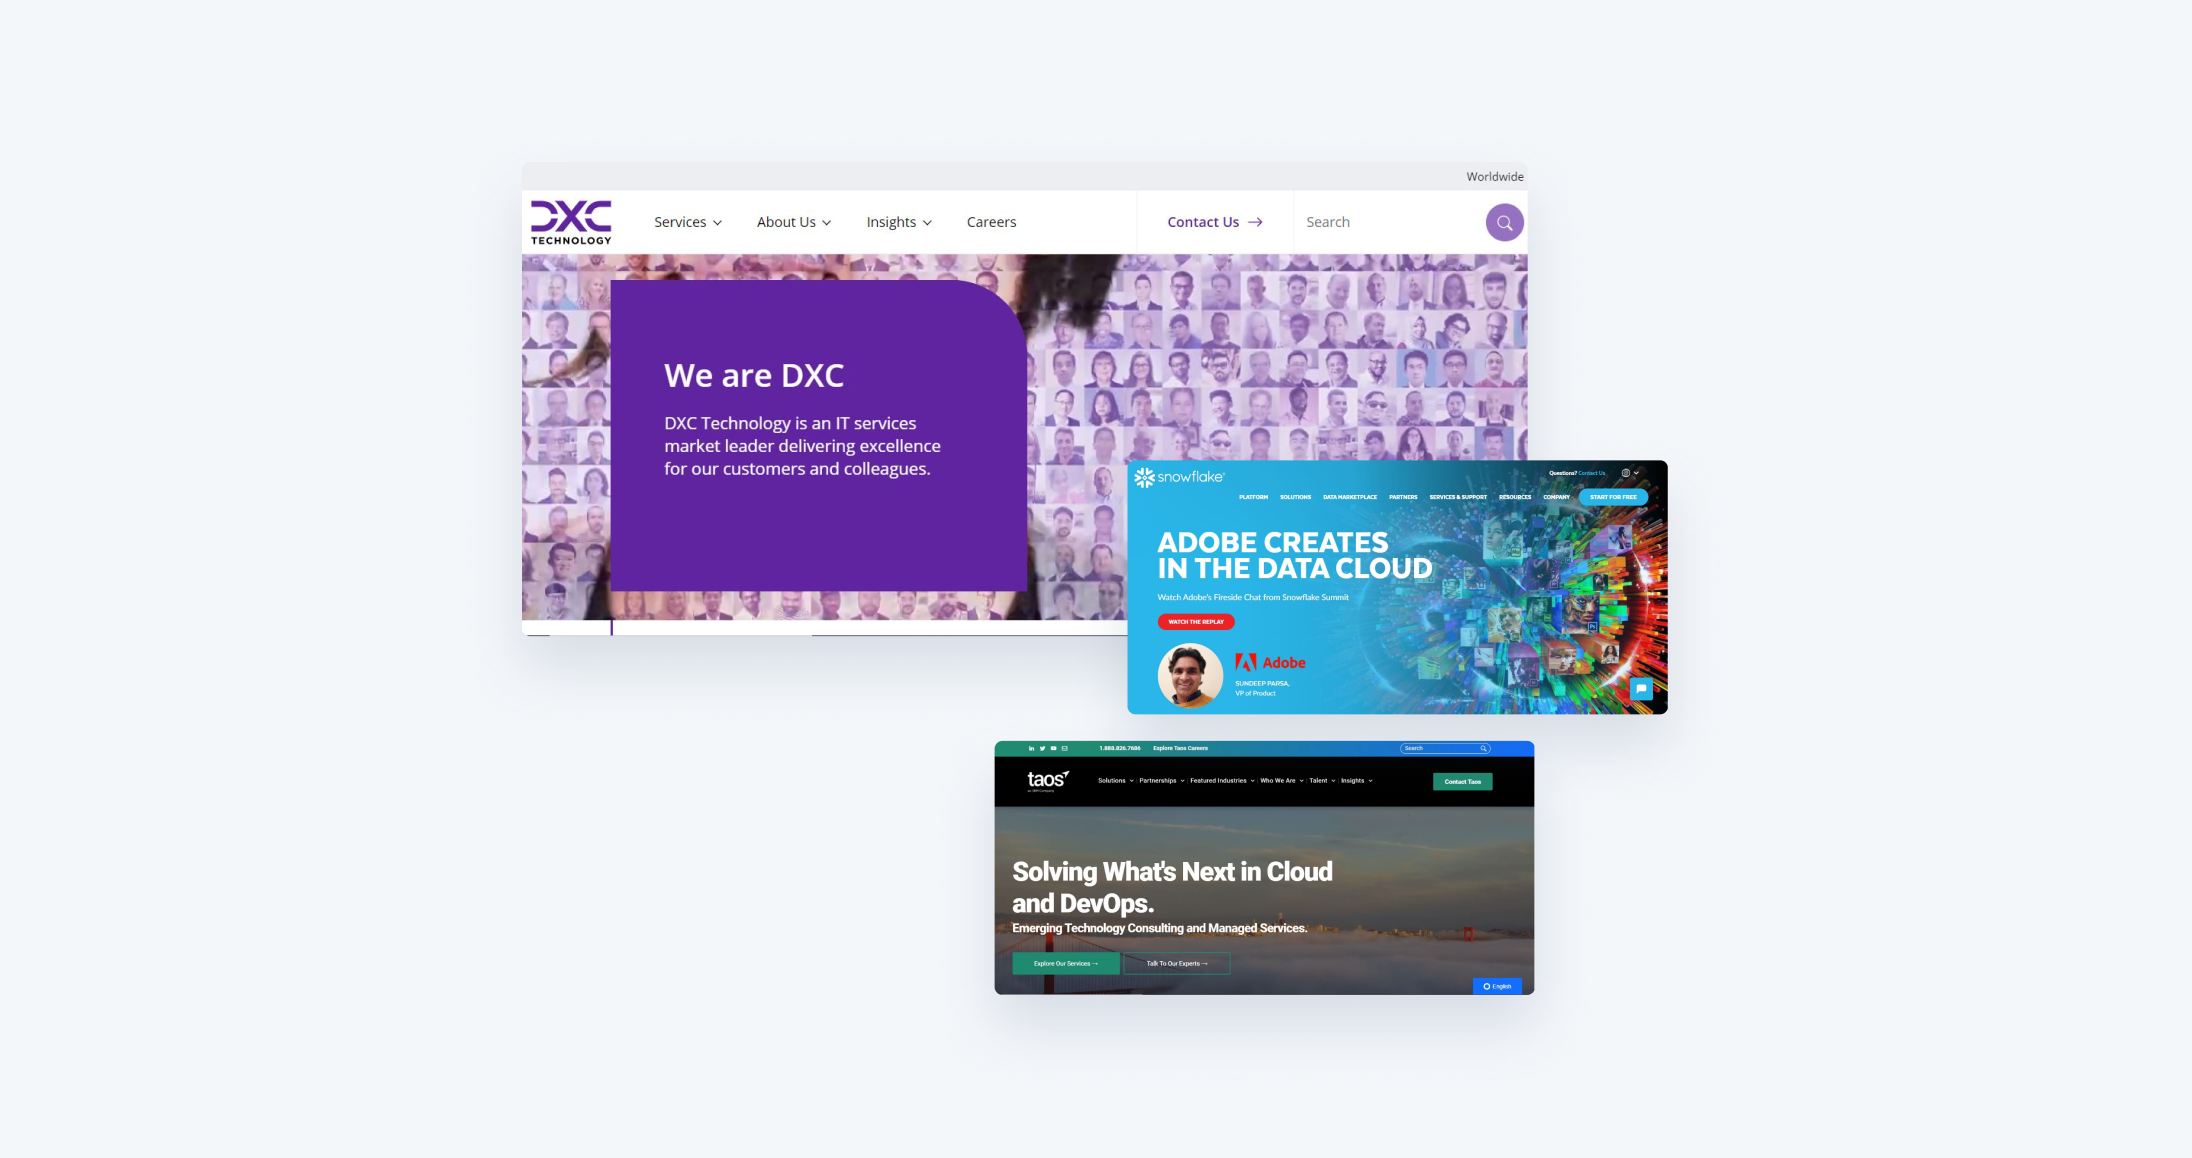 Worldwide
DXC
TECHNOLOGY
Services
About Us
Insights
Careers
Contact Us →
Search
We are DXC
DXC Technology is an IT services
market leader delivering excellence
for our customers and colleagues.
snowflake®
Questions? Contact Us
PLATFORM
SOLUTIONS
DATA MARKETPLACE
PARTNERS
SERVICES & SUPPORT
RESOURCES
COMPANY
START FOR FREE
ADOBE CREATES
IN THE DATA CLOUD
Watch Adobe's Fireside Chat from Snowflake Summit
WATCH THE REPLAY
Adobe
SUNDEEP PARSA,
VP of Product
Ps
1.888.826.7686
Explore Taos Careers
Search
taos
an IBM Company
Solutions
Partnerships
Featured Industries
Who We Are
Talent
Insights
Contact Taos
Solving What's Next in Cloud
and DevOps.
Emerging Technology Consulting and Managed Services.
Explore Our Services →
Talk To Our Experts →
English